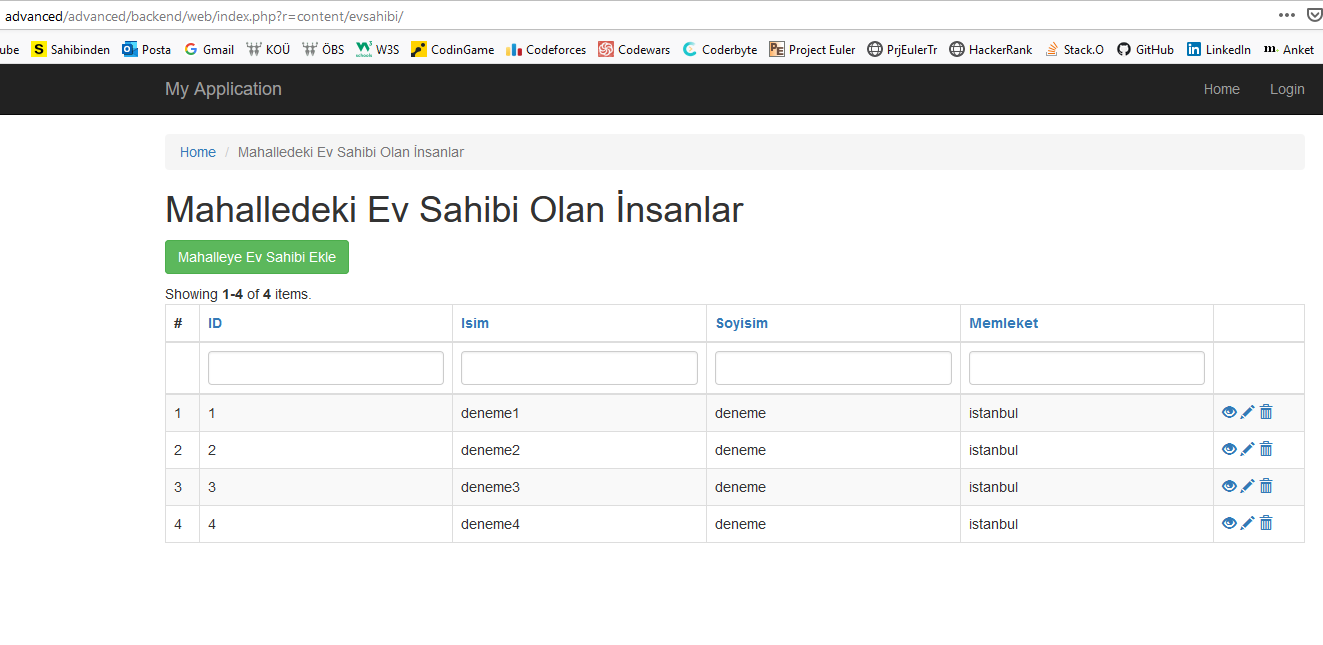 advanced/advanced/backend/web/index.php?r=content/evsahibi/
ube S Sahibinden Posta G Gmail KOÜ ÖBS W3S CodinGame Codeforces Codewars C Coderbyte PE Project Euler PrjEulerTr HackerRank Stack.O GitHub in LinkedIn m. Anket
My Application Home Login
Home / Mahalledeki Ev Sahibi Olan İnsanlar
Mahalledeki Ev Sahibi Olan İnsanlar
Mahalleye Ev Sahibi Ekle
Showing 1-4 of 4 items.
# ID Isim Soyisim Memleket
1 1 deneme1 deneme istanbul
2 2 deneme2 deneme istanbul
3 3 deneme3 deneme istanbul
4 4 deneme4 deneme istanbul